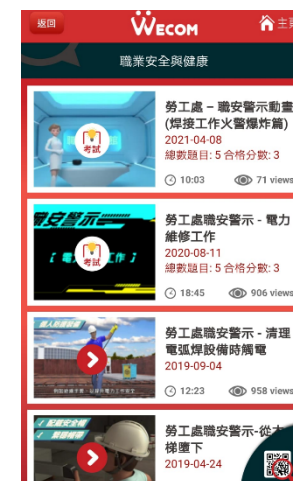 返回
WECOM
主頁
職業安全與健康
考試
勞工處 – 職安警示動畫
(焊接工作火警爆炸篇)
2021-04-08
總數題目: 5 合格分數: 3
10:03
71 views
考試
勞工處職安警示 - 電力
維修工作
2020-08-11
總數題目: 5 合格分數: 3
18:45
906 views
勞工處職安警示 - 清理
電弧焊設備時觸電
2019-09-04
12:23
958 views
勞工處職安警示-從
梯墮下
2019-04-24